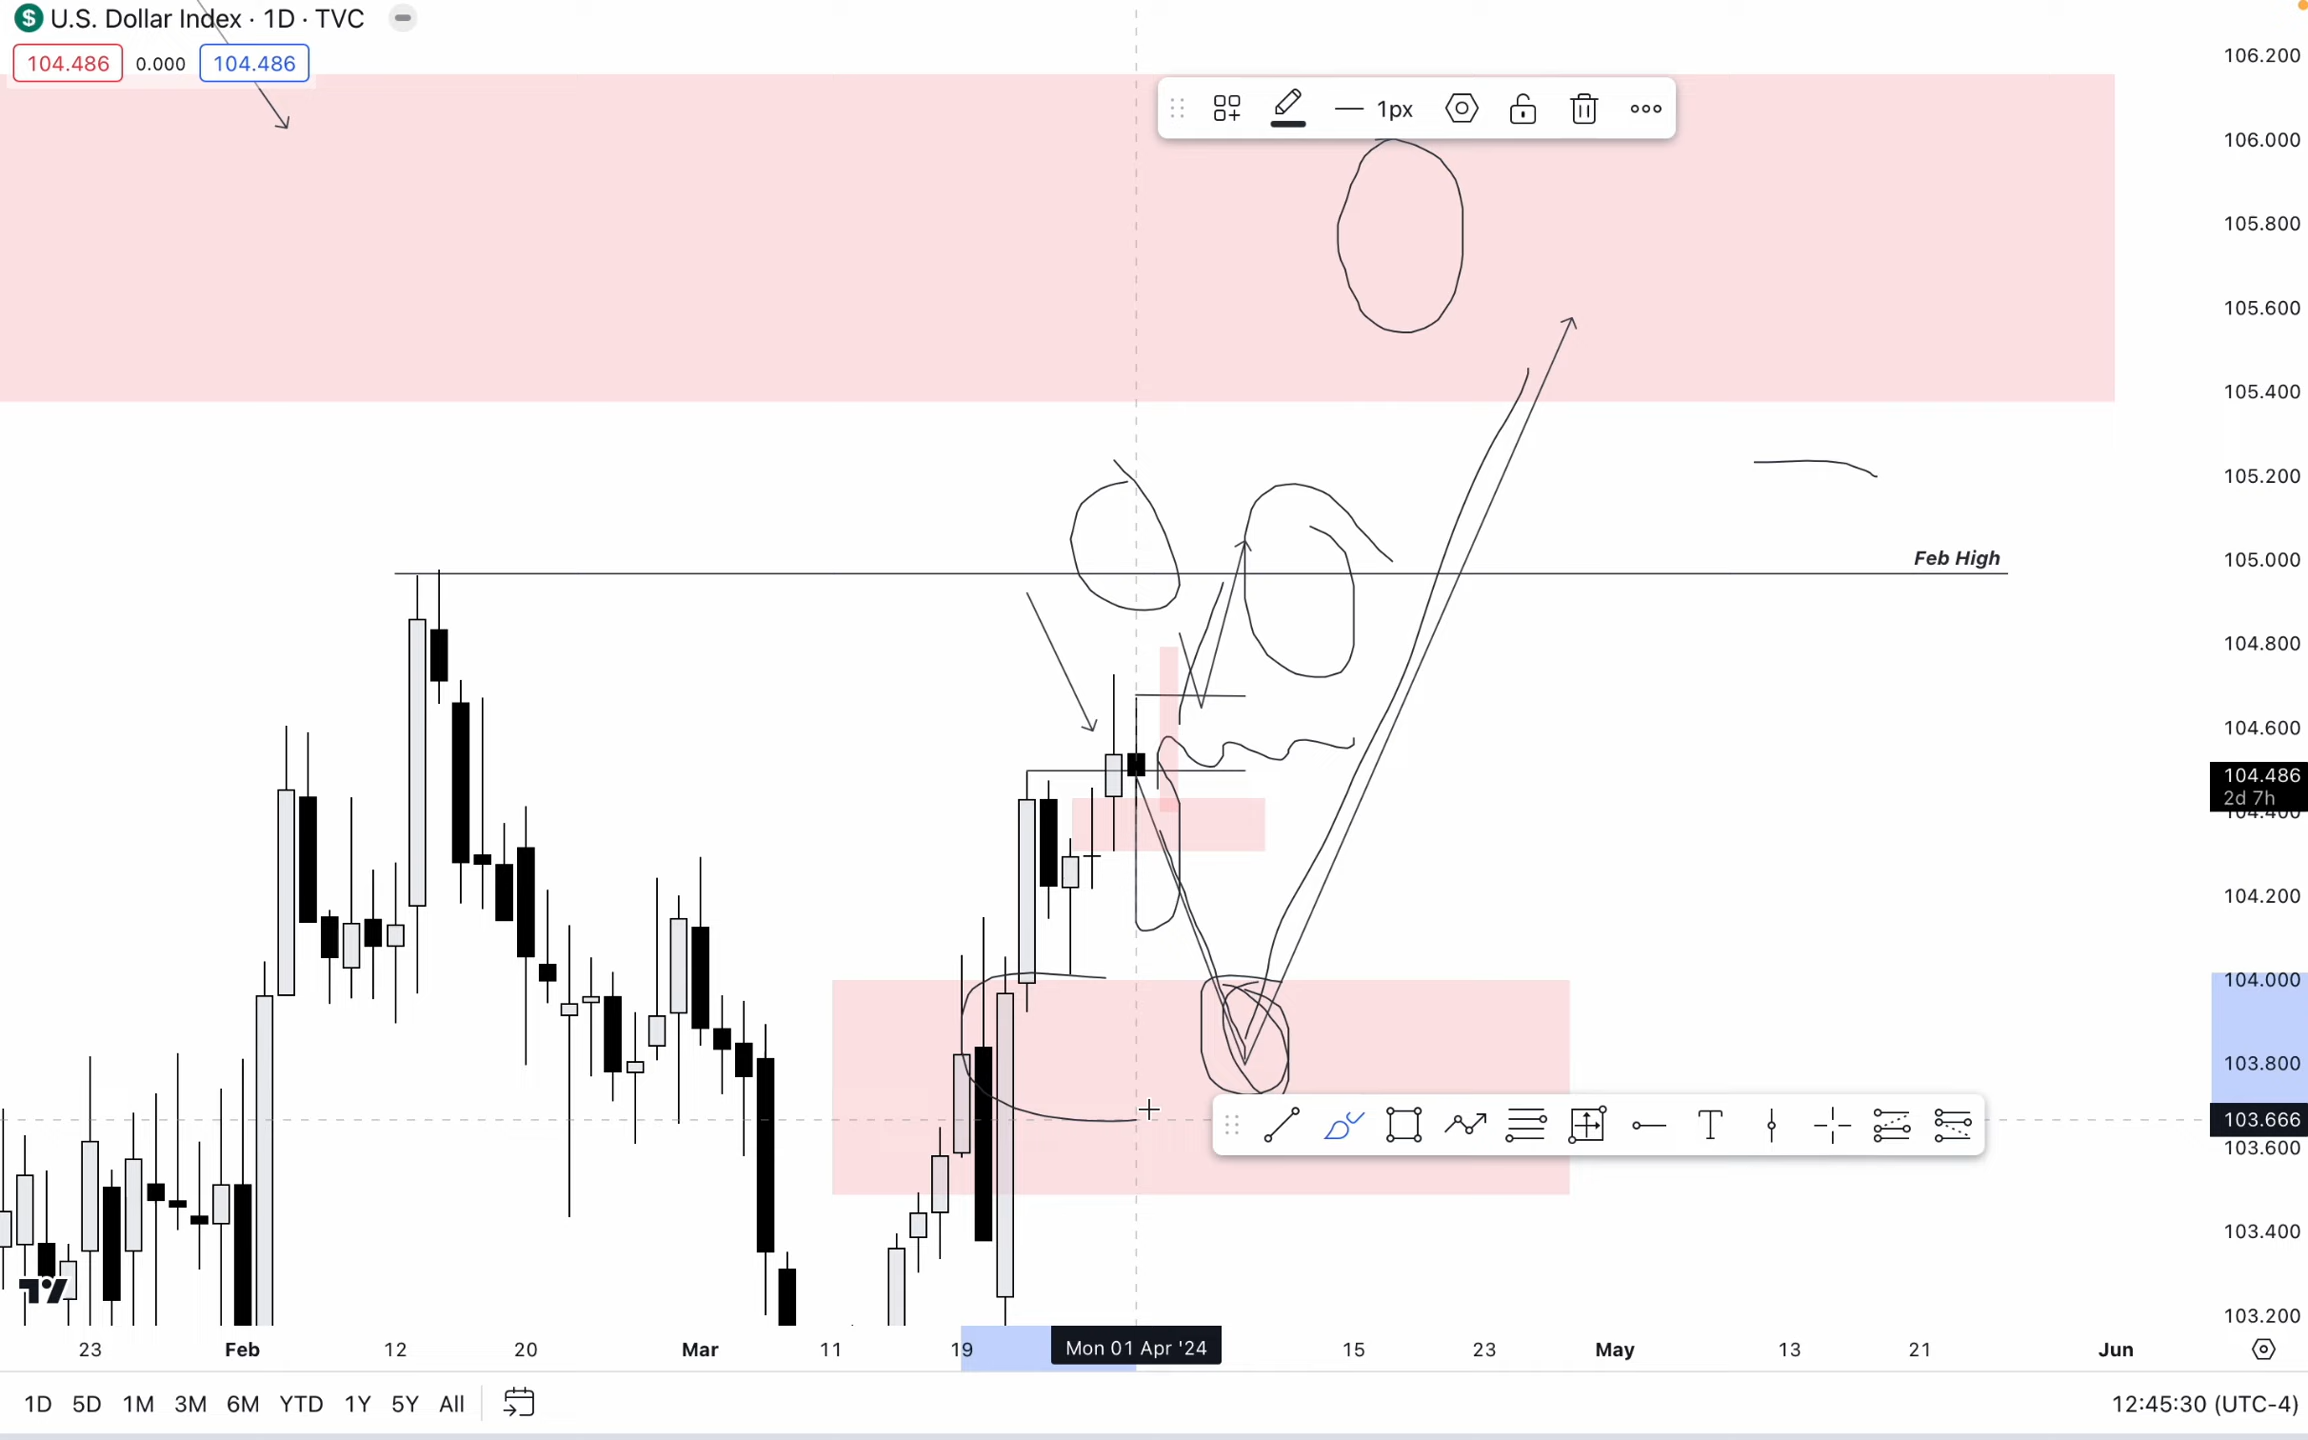 U.S. Dollar Index · 1D · TVC
104.486 0.000 104.486
1px
106.200
106.000
105.800
105.600
105.400
105.200
Feb High
105.000
104.800
104.600
104.486
2d 7h
104.400
104.200
104.000
103.800
103.666
103.600
103.400
103.200
23 Feb 12 20 Mar 11 19 Mon 01 Apr '24 15 23 May 13 21 Jun
1D 5D 1M 3M 6M YTD 1Y 5Y All 12:45:30 (UTC-4)